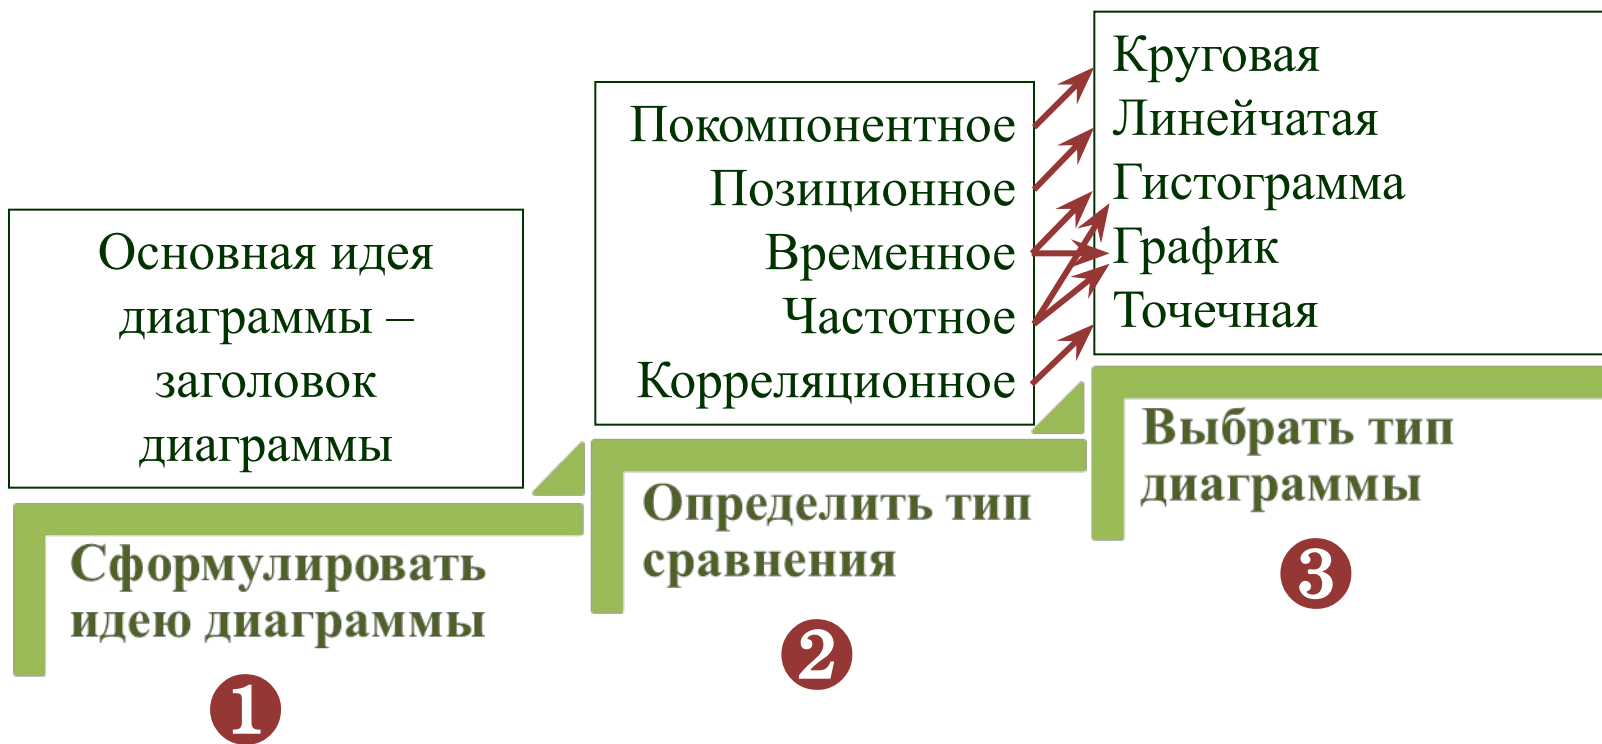 Основная идея
диаграммы –
заголовок
диаграммы
Сформулировать
идею диаграммы
1
Покомпонентное
Позиционное
Временное
Частотное
Корреляционное
Определить тип
сравнения
2
Круговая
Линейчатая
Гистограмма
График
Точечная
Выбрать тип
диаграммы
3